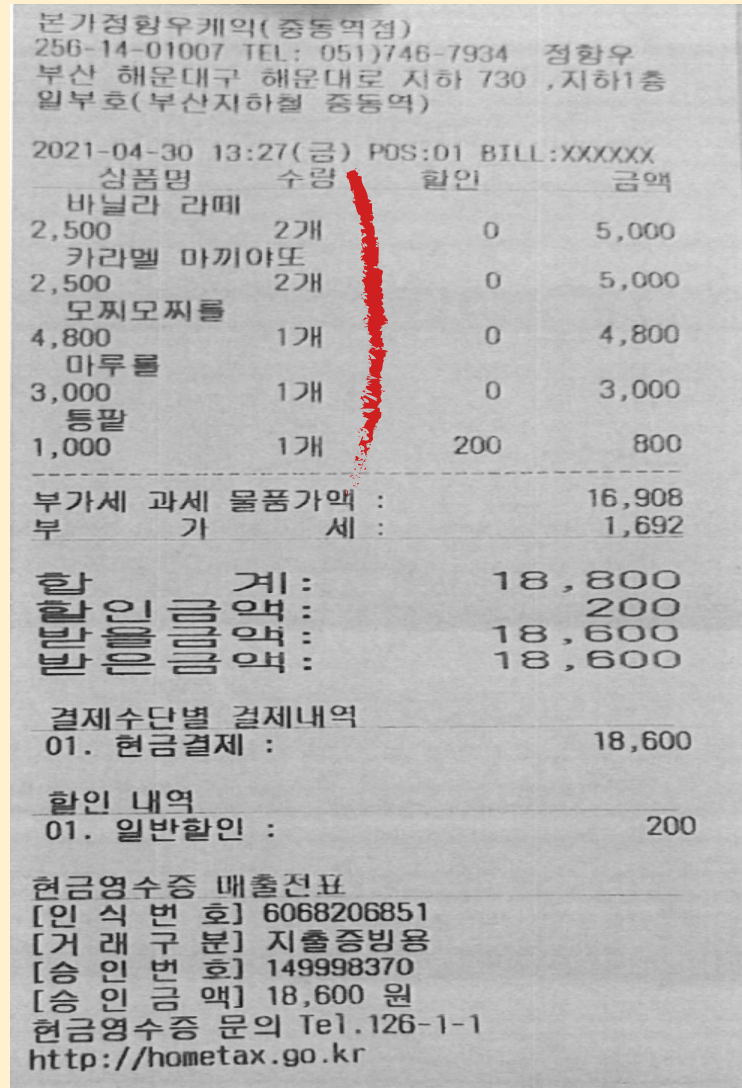 본가정항우케익(중동역점)
256-14-01007 TEL: 051)746-7934 정항우
부산 해운대구 해운대로 지하 730 ,지하1층
일부호(부산지하철 중동역)
2021-04-30 13:27(금) POS:01 BILL:XXXXXX
상품명 수량 할인 금액
바닐라 라떼
2,500 2개 0 5,000
카라멜 마끼야또
2,500 2개 0 5,000
모찌모찌롤
4,800 1개 0 4,800
마루롤
3,000 1개 0 3,000
통팥
1,000 1개 200 800
부가세 과세 물품가액 : 16,908
부 가 세 : 1,692
합 계: 18,800
할인금액: 200
받을금액: 18,600
받은금액: 18,600
결제수단별 결제내역
01. 현금결제 : 18,600
할인 내역
01. 일반할인 : 200
현금영수증 매출전표
[인 식 번 호] 6068206851
[거 래 구 분] 지출증빙용
[승 인 번 호] 149998370
[승 인 금 액] 18,600 원
현금영수증 문의 Tel.126-1-1
http://hometax.go.kr